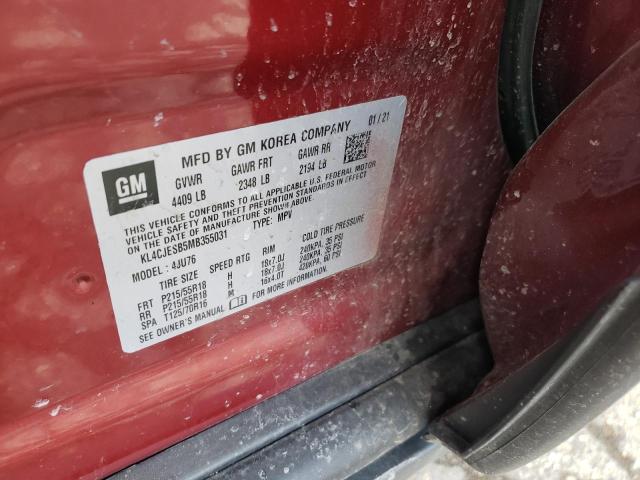 GM
MFD BY GM KOREA COMPANY 01/21
GVWR GAWR FRT GAWR RR
4409 LB 2348 LB 2194 LB
THIS VEHICLE CONFORMS TO ALL APPLICABLE U.S. FEDERAL MOTOR
VEHICLE SAFETY AND THEFT PREVENTION STANDARDS IN EFFECT ON
THE DATE OF MANUFACTURE SHOWN ABOVE.
KL4CJESB5MB355031 TYPE: MPV
MODEL: 4JU76
TIRE SIZE SPEED RTG RIM COLD TIRE PRESSURE
FRT P215/55R18 H 18x7.0J 240KPA, 35 PSI
RR P215/55R18 H 18x7.0J 240KPA, 35 PSI
SPA T125/70R16 M 16x4.0T 420KPA, 60 PSI
SEE OWNER'S MANUAL FOR MORE INFORMATION.